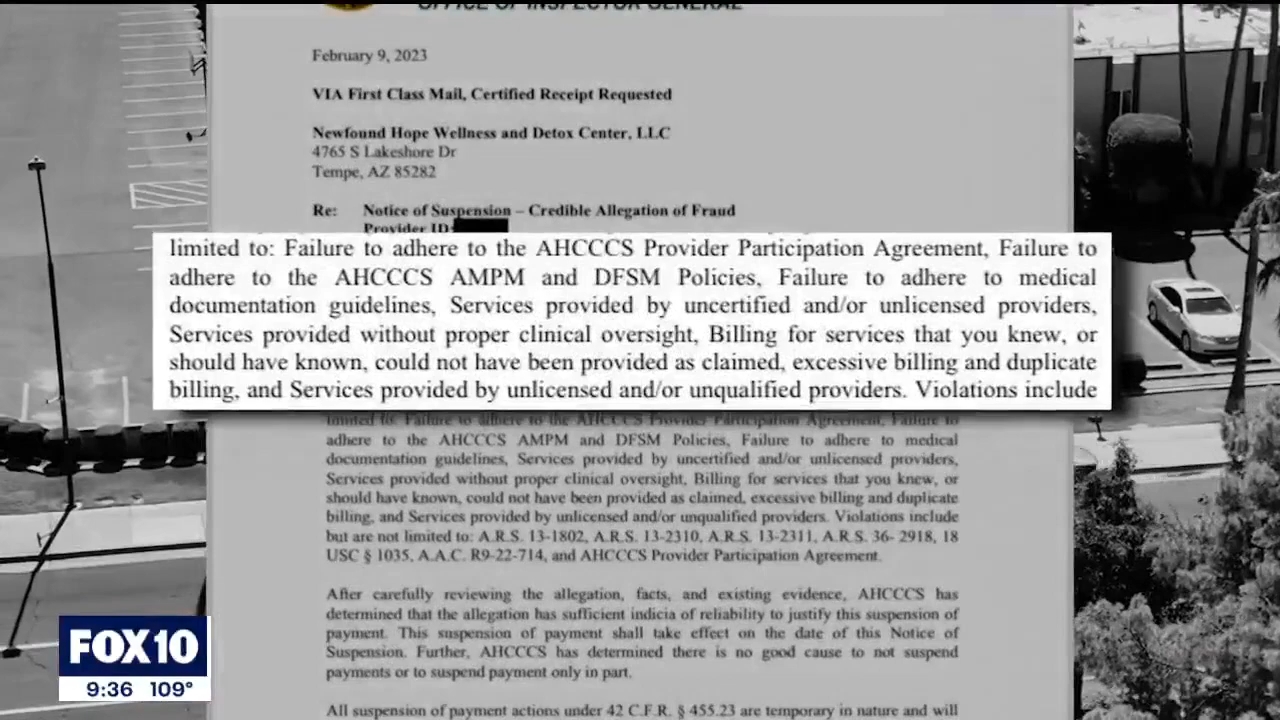 OFFICE OF INSPECTOR GENERAL
February 9, 2023
VIA First Class Mail, Certified Receipt Requested
Newfound Hope Wellness and Detox Center, LLC
4765 S Lakeshore Dr
Tempe, AZ 85282
Re: Notice of Suspension – Credible Allegation of Fraud
Provider ID:
limited to: Failure to adhere to the AHCCCS Provider Participation Agreement, Failure to
adhere to the AHCCCS AMPM and DFSM Policies, Failure to adhere to medical
documentation guidelines, Services provided by uncertified and/or unlicensed providers,
Services provided without proper clinical oversight, Billing for services that you knew, or
should have known, could not have been provided as claimed, excessive billing and duplicate
billing, and Services provided by unlicensed and/or unqualified providers. Violations include
limited to: Failure to adhere to the AHCCCS Provider Participation Agreement, Failure to
adhere to the AHCCCS AMPM and DFSM Policies, Failure to adhere to medical
documentation guidelines, Services provided by uncertified and/or unlicensed providers,
Services provided without proper clinical oversight, Billing for services that you knew, or
should have known, could not have been provided as claimed, excessive billing and duplicate
billing, and Services provided by unlicensed and/or unqualified providers. Violations include
but are not limited to: A.R.S. 13-1802, A.R.S. 13-2310, A.R.S. 13-2311, A.R.S. 36- 2918, 18
USC § 1035, A.A.C. R9-22-714, and AHCCCS Provider Participation Agreement.
After carefully reviewing the allegation, facts, and existing evidence, AHCCCS has
determined that the allegation has sufficient indicia of reliability to justify this suspension of
payment. This suspension of payment shall take effect on the date of this Notice of
Suspension. Further, AHCCCS has determined there is no good cause to not suspend
payments or to suspend payment only in part.
All suspension of payment actions under 42 C.F.R. § 455.23 are temporary in nature and will
FOX10
9:36 109°